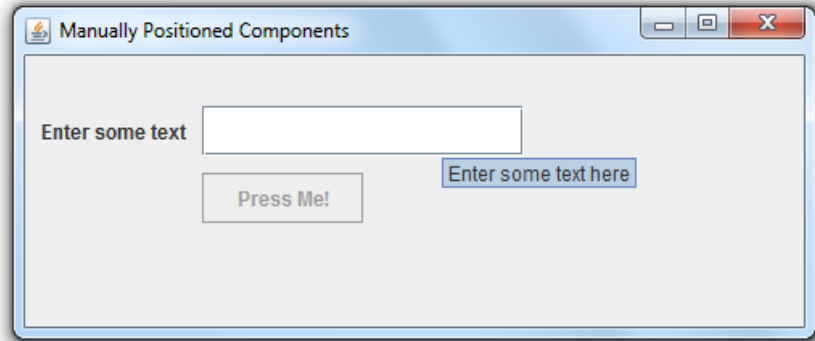 Manually Positioned Components
Enter some text
Enter some text here
Press Me!